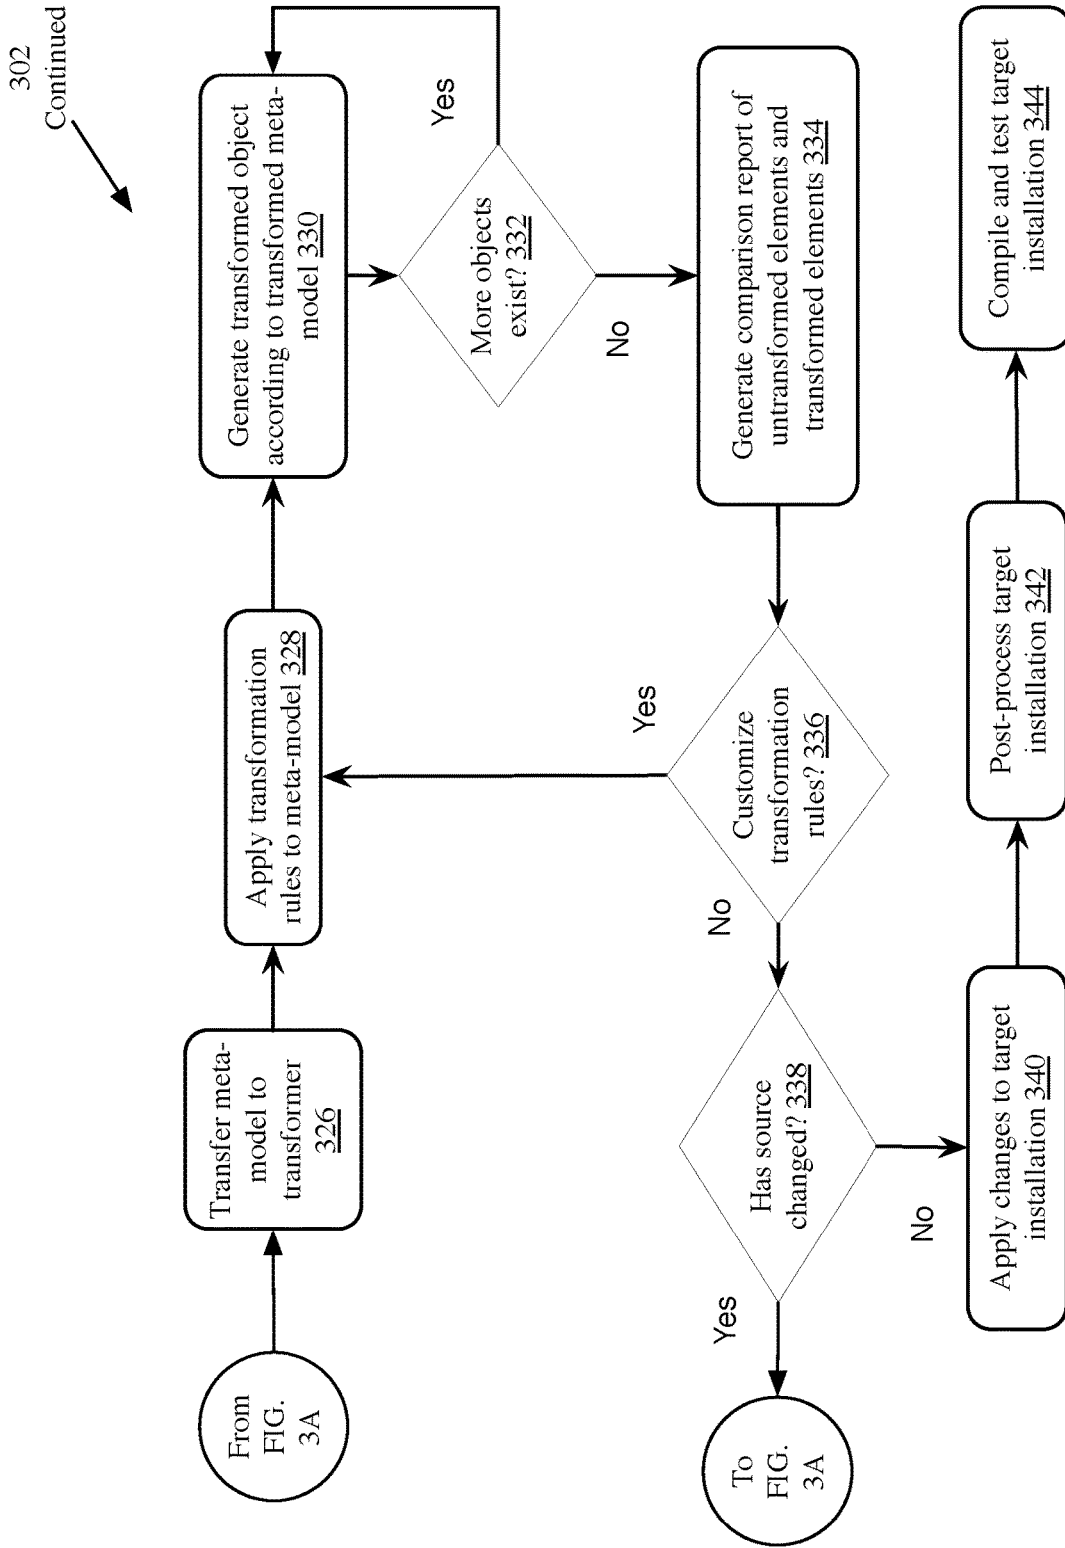 302
Continued
From
FIG.
3A
Transfer meta-
model to
transformer
326
Apply transformation
rules to meta-model 328
Generate transformed object
according to transformed meta-
model 330
More objects
exist? 332
Yes
No
Generate comparison report of
untransformed elements and
transformed elements 334
Customize
transformation
rules? 336
Yes
No
Has source
changed? 338
Yes
No
To
FIG.
3A
Apply changes to target
installation 340
Post-process target
installation 342
Compile and test target
installation 344